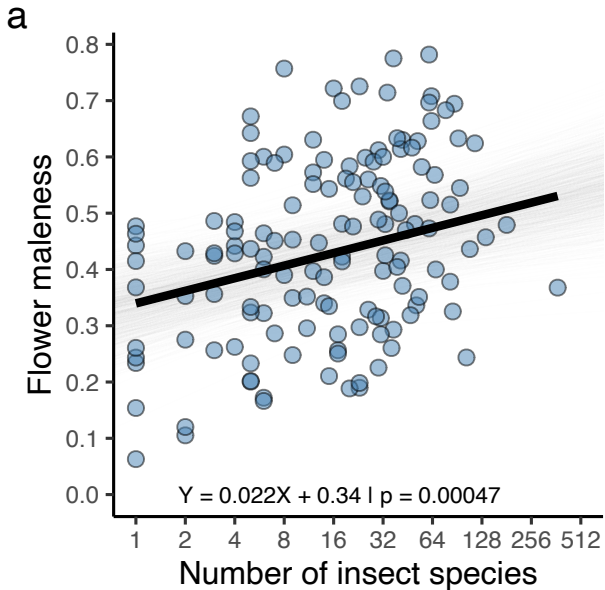 a
Flower maleness
0.8
0.7
0.6
0.5
0.4
0.3
0.2
0.1
0.0
Y = 0.022X + 0.34 | p = 0.00047
1 2 4 8 16 32 64 128 256 512
Number of insect species